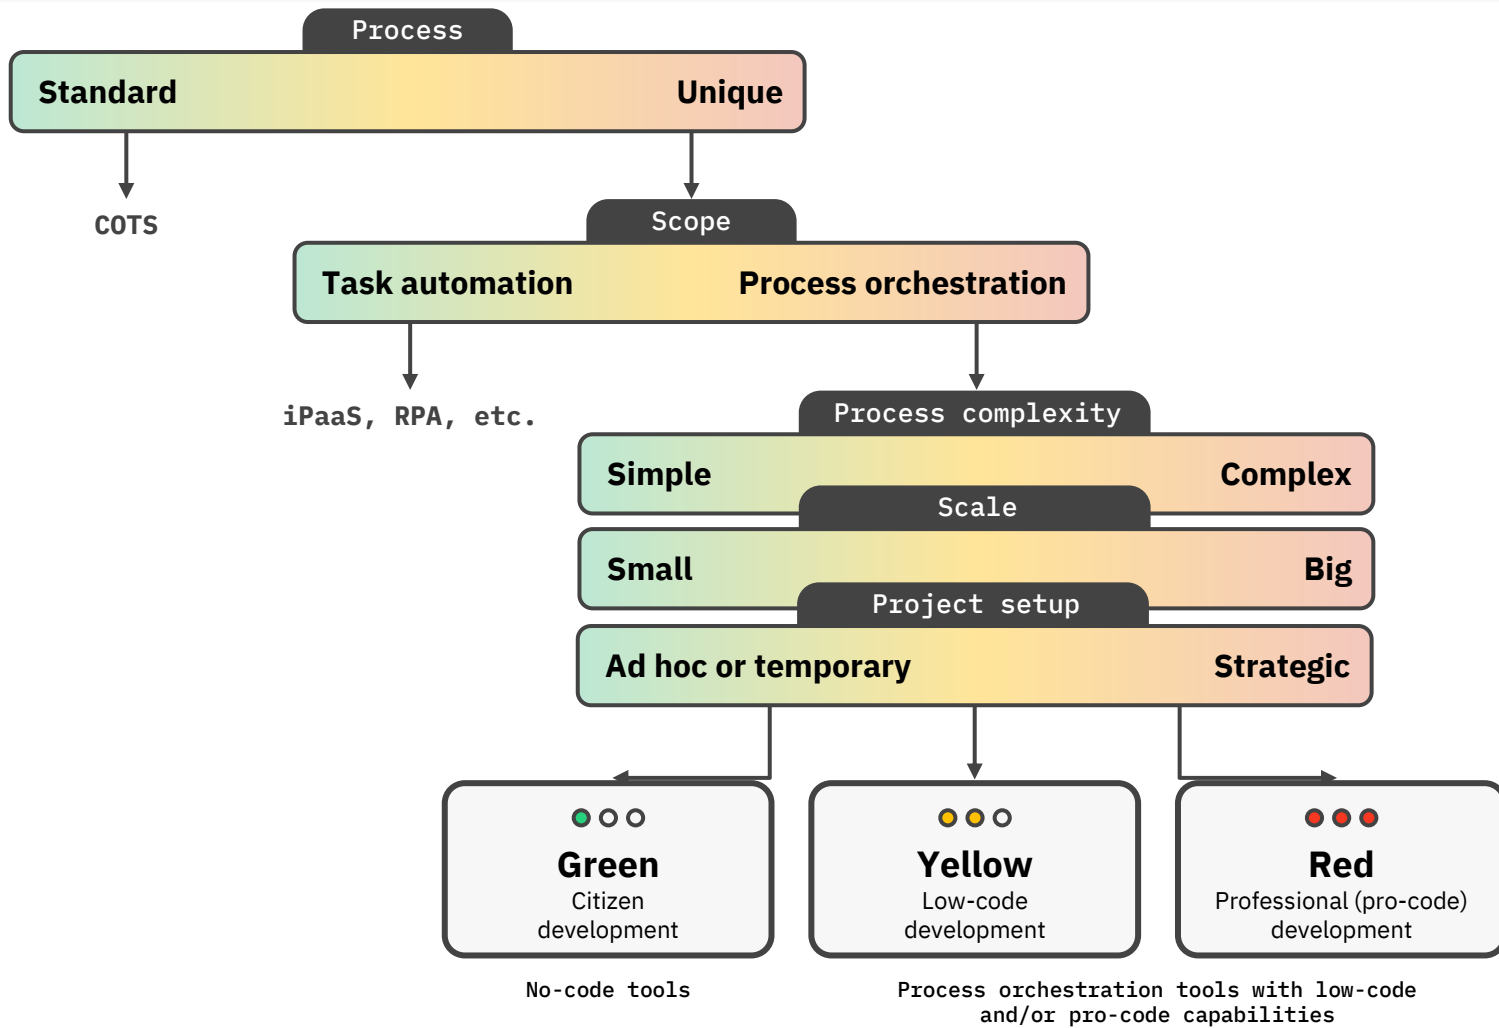 Process
Standard
Unique
COTS
Scope
Task automation
Process orchestration
iPaaS, RPA, etc.
Process complexity
Simple
Complex
Scale
Small
Big
Project setup
Ad hoc or temporary
Strategic
Green
Citizen
development
Yellow
Low-code
development
Red
Professional (pro-code)
development
No-code tools
Process orchestration tools with low-code
and/or pro-code capabilities